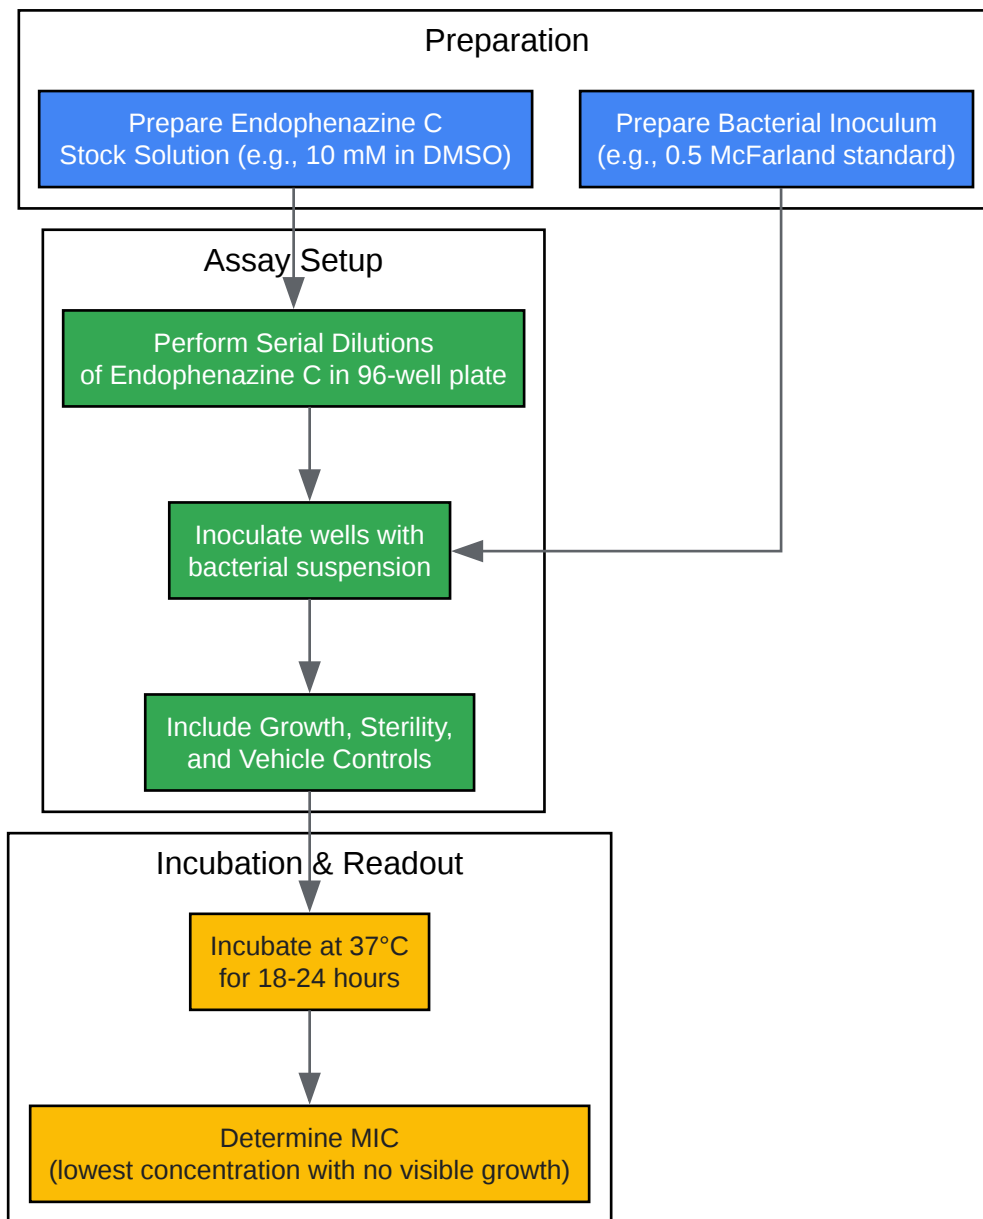 Preparation
Prepare Endophenazine C
Stock Solution (e.g., 10 mM in DMSO)
Prepare Bacterial Inoculum
(e.g., 0.5 McFarland standard)
Assay Setup
Perform Serial Dilutions
of Endophenazine C in 96-well plate
Inoculate wells with
bacterial suspension
Include Growth, Sterility,
and Vehicle Controls
Incubation & Readout
Incubate at 37°C
for 18-24 hours
Determine MIC
(lowest concentration with no visible growth)